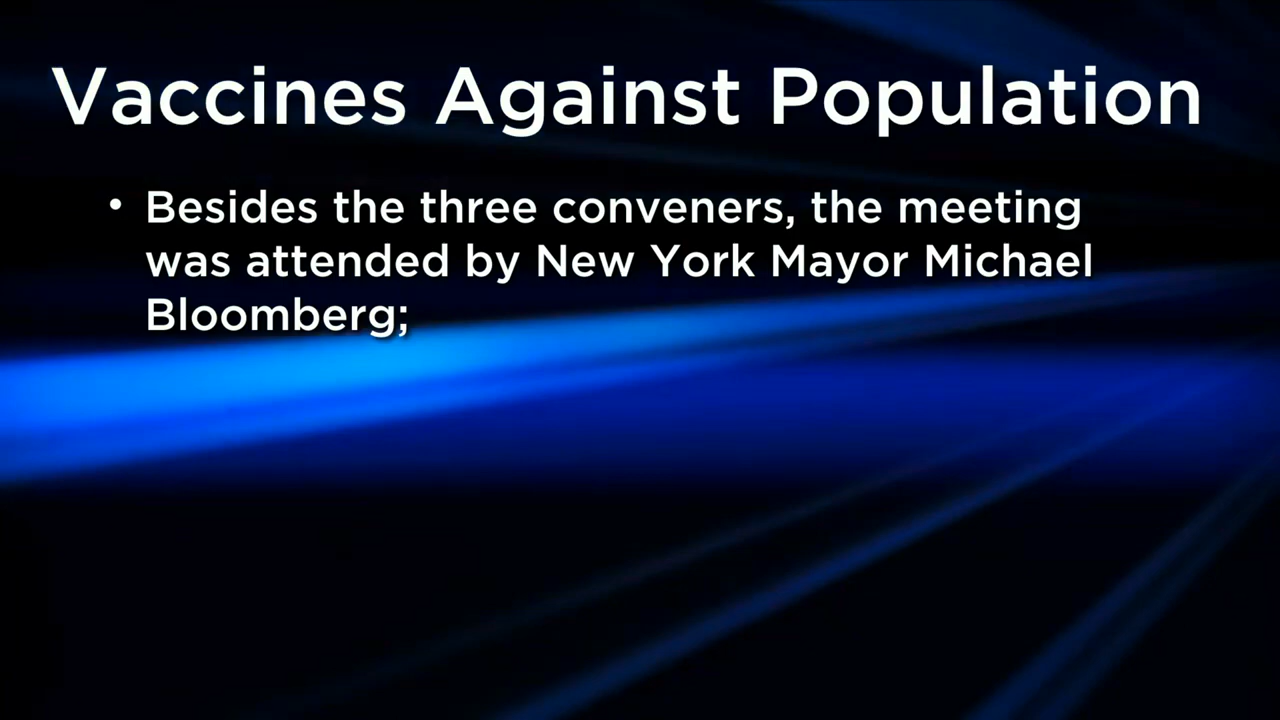 Vaccines Against Population
• Besides the three conveners, the meeting
was attended by New York Mayor Michael
Bloomberg;